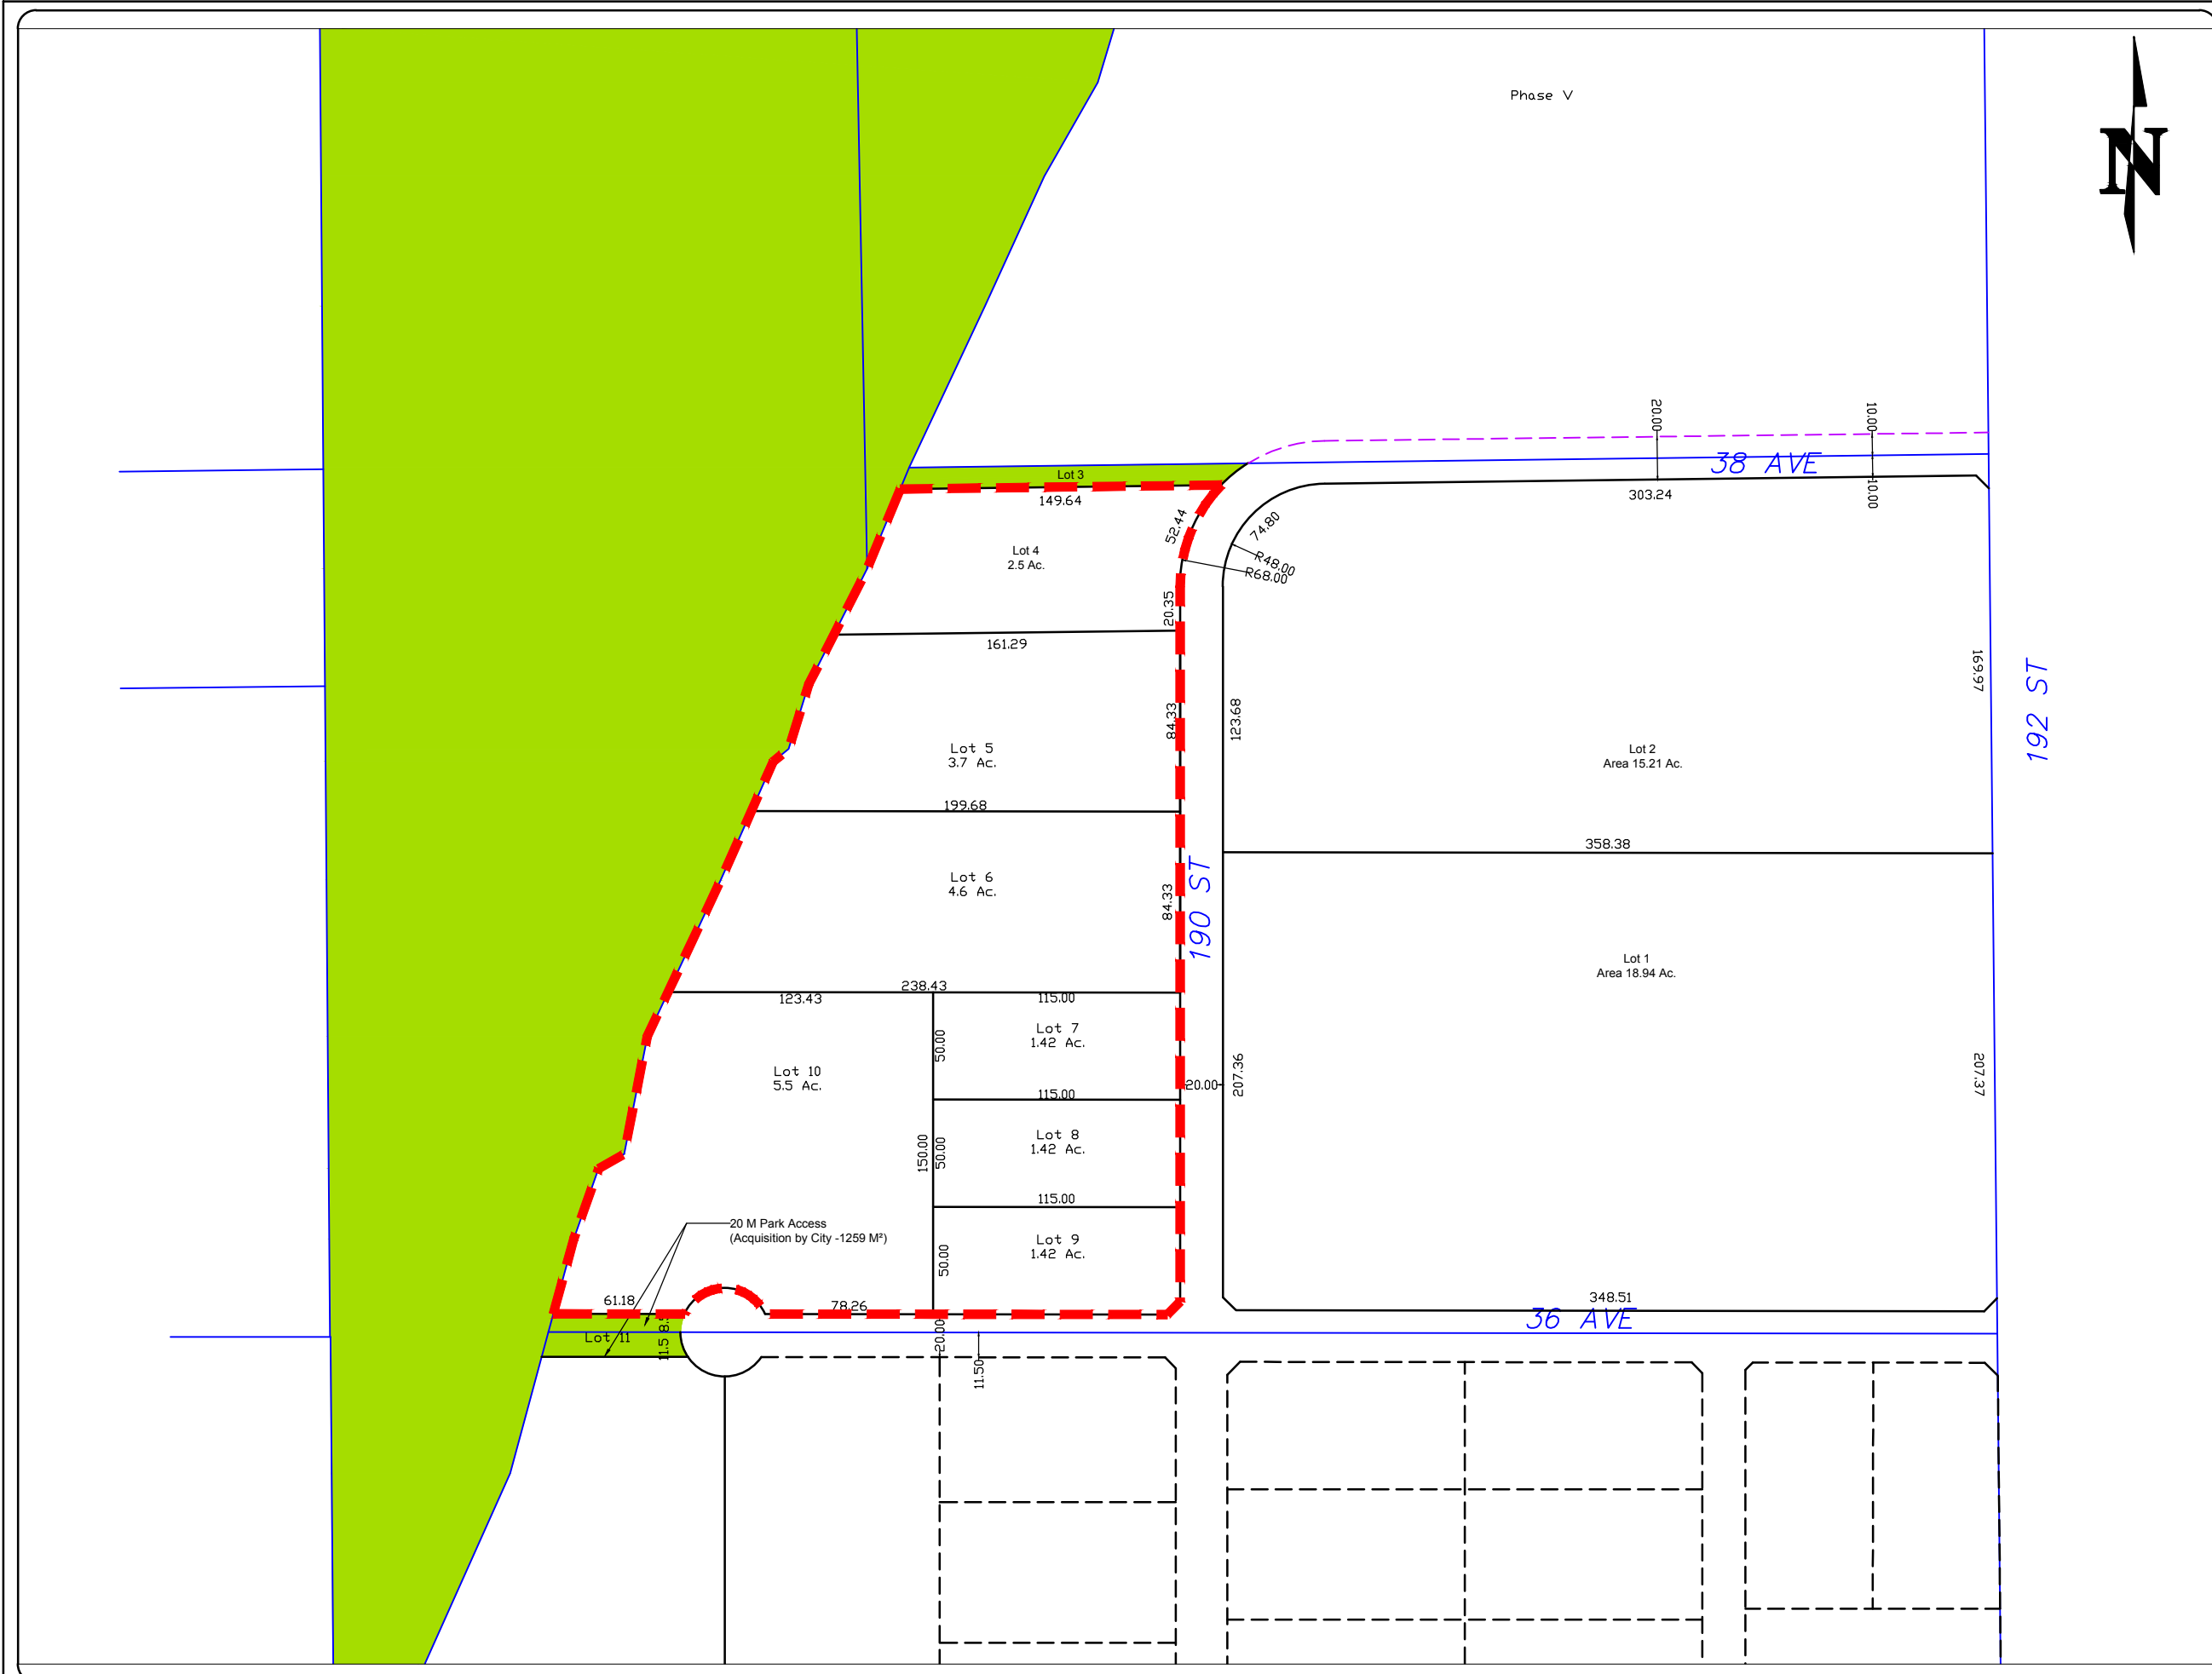 Phase V
N
20.00
10.00
38 AVE
10.00
303.24
Lot 3
149.64
52.44
74.80
R48.00
R68.00
Lot 4
2.5 Ac.
20.35
161.29
169.97
192 ST
84.33
123.68
Lot 5
3.7 Ac.
Lot 2
Area 15.21 Ac.
199.68
358.38
Lot 6
4.6 Ac.
84.33
190 ST
Lot 1
Area 18.94 Ac.
238.43
123.43
115.00
Lot 7
1.42 Ac.
50.00
Lot 10
5.5 Ac.
20.00
207.36
207.37
115.00
Lot 8
1.42 Ac.
150.00
50.00
115.00
20 M Park Access
(Acquisition by City -1259 M²)
Lot 9
1.42 Ac.
50.00
61.18
78.26
348.51
36 AVE
Lot 11
11.5
20.00
11.50